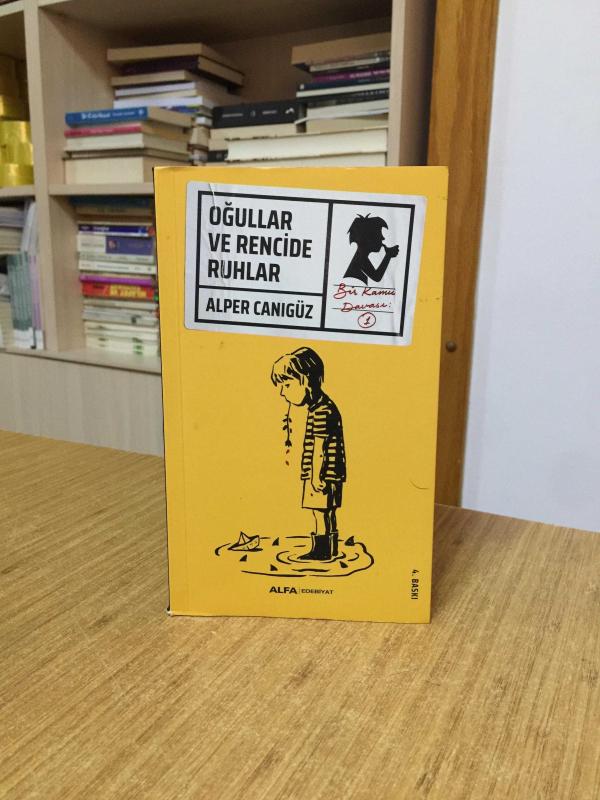 OĞULLAR
VE RENCİDE
RUHLAR
ALPER CANIGÜZ
Bir Kamu
Davası:
1
ALFA | EDEBİYAT
4. BASKI